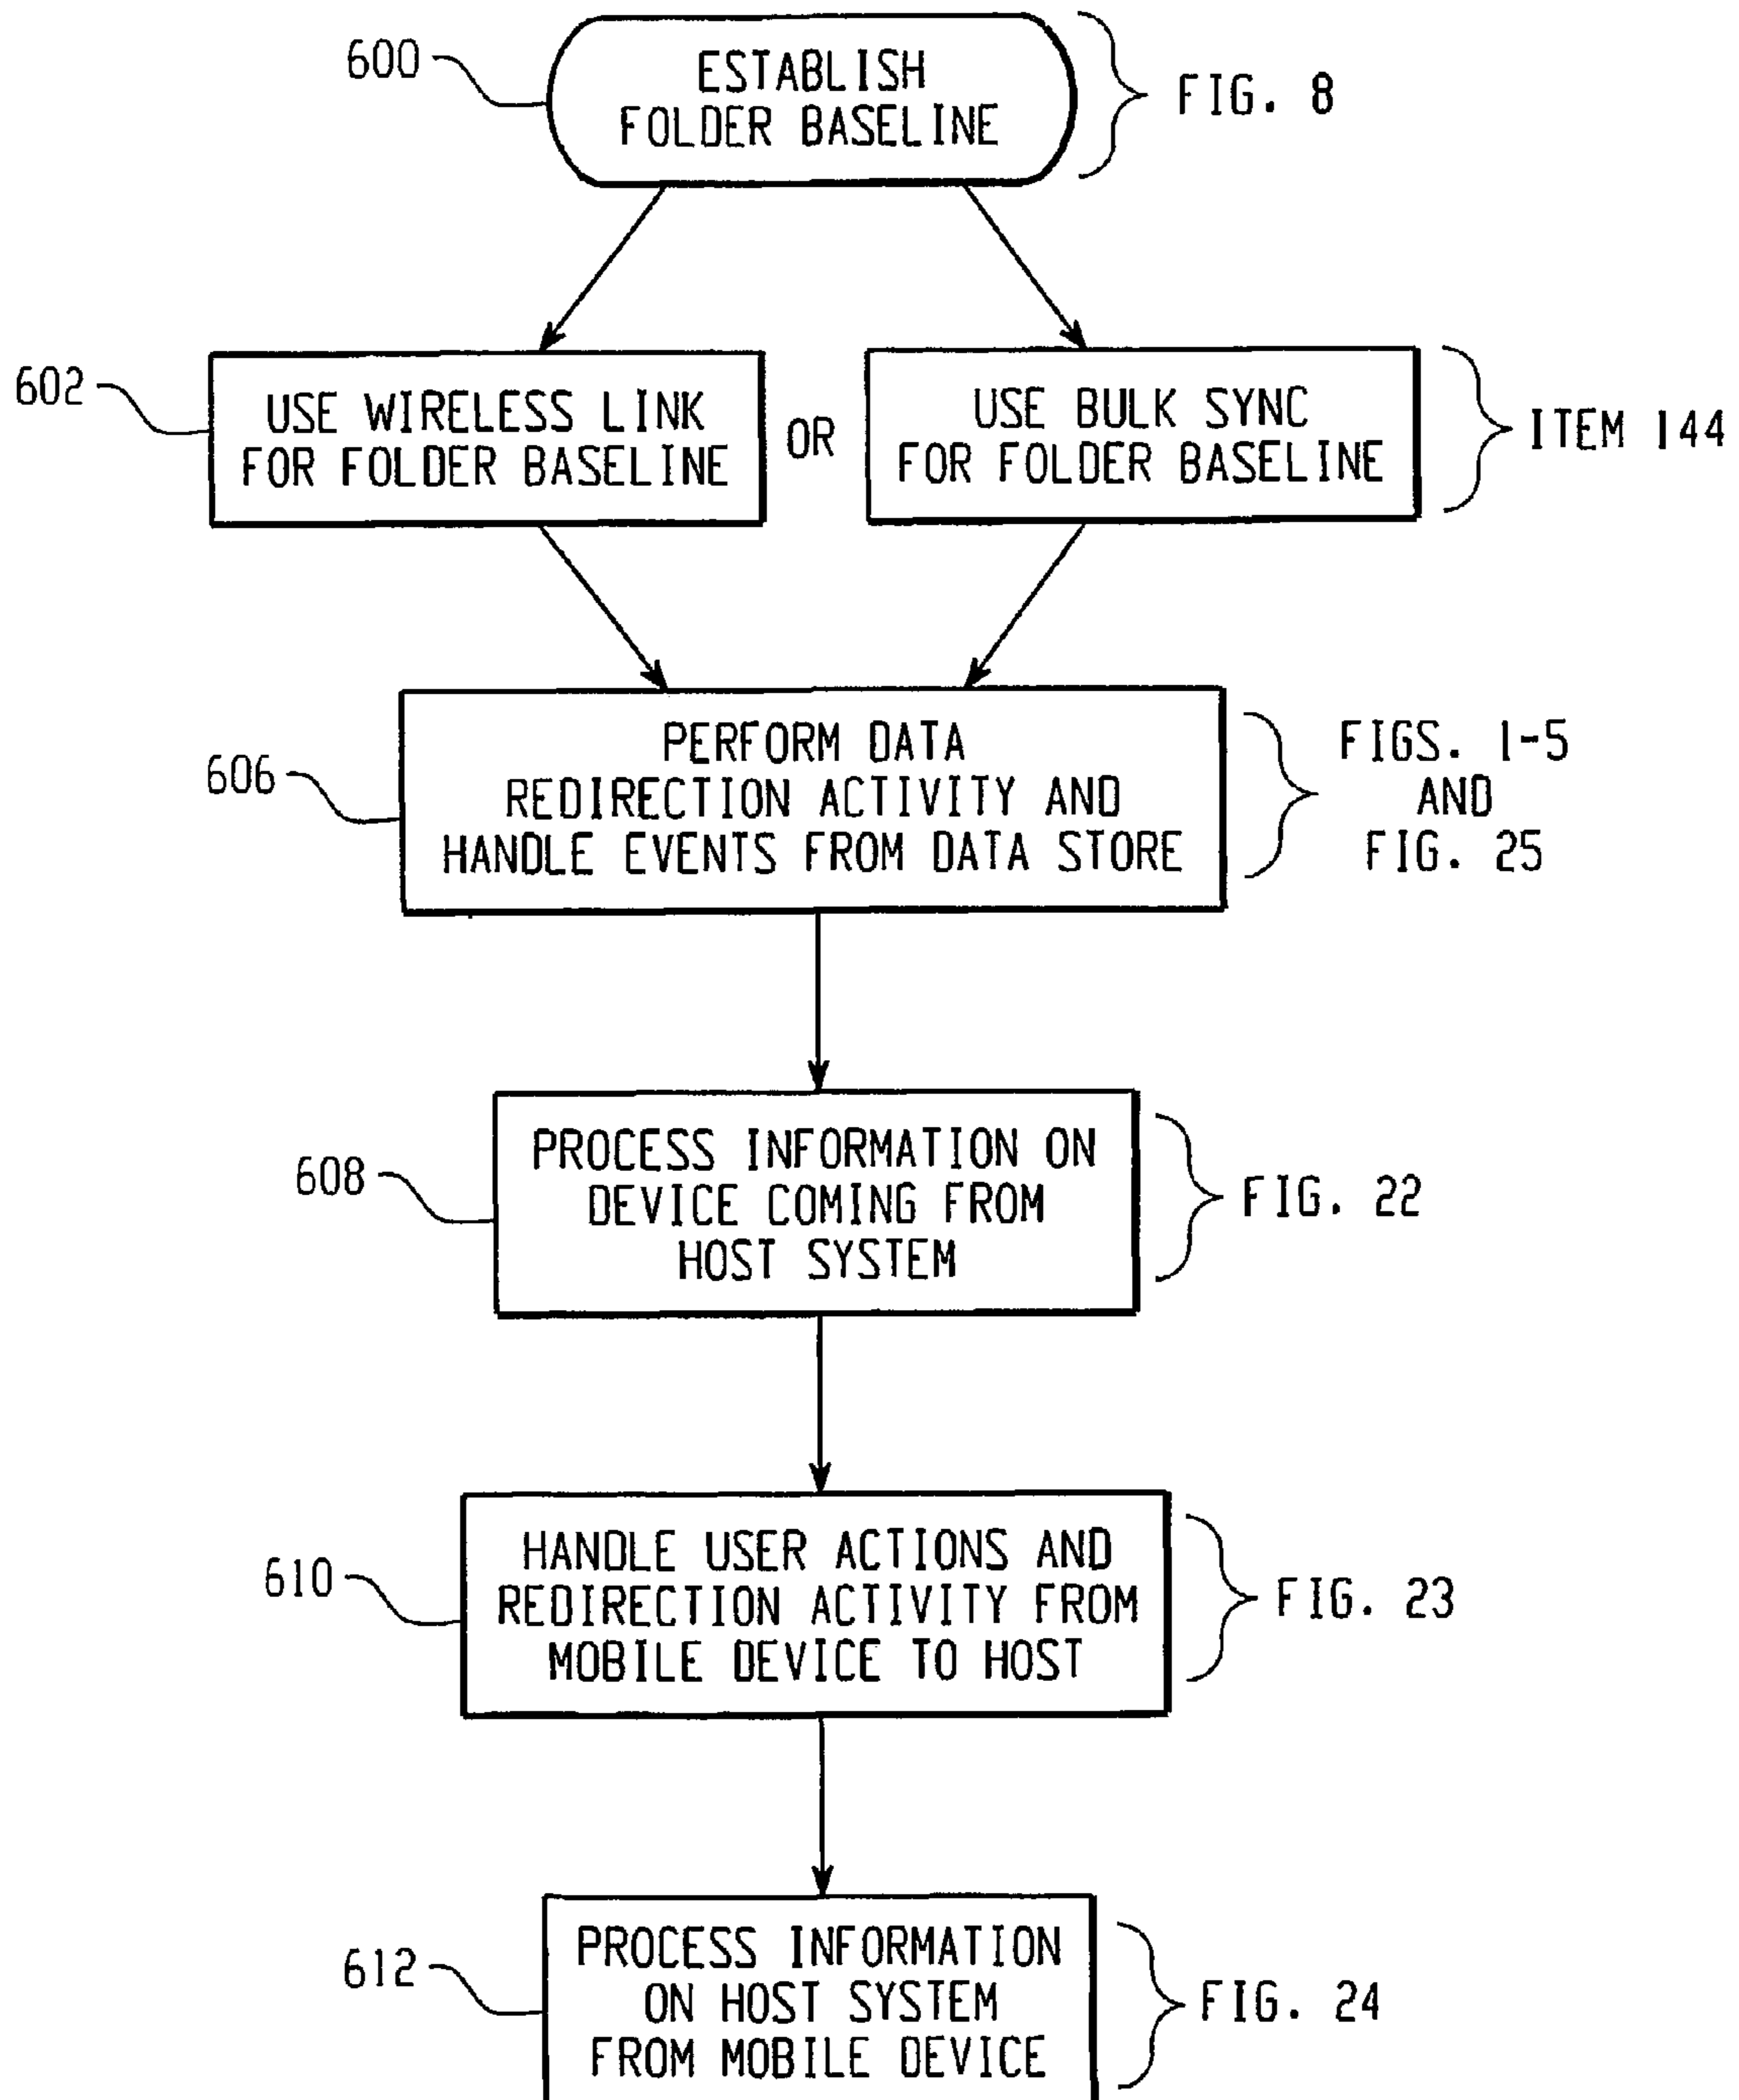 600
ESTABLISH
FOLDER BASELINE
FIG. 8
602
USE WIRELESS LINK
FOR FOLDER BASELINE
OR
USE BULK SYNC
FOR FOLDER BASELINE
ITEM 144
606
PERFORM DATA
REDIRECTION ACTIVITY AND
HANDLE EVENTS FROM DATA STORE
FIGS. 1-5
AND
FIG. 25
608
PROCESS INFORMATION ON
DEVICE COMING FROM
HOST SYSTEM
FIG. 22
610
HANDLE USER ACTIONS AND
REDIRECTION ACTIVITY FROM
MOBILE DEVICE TO HOST
FIG. 23
612
PROCESS INFORMATION
ON HOST SYSTEM
FROM MOBILE DEVICE
FIG. 24